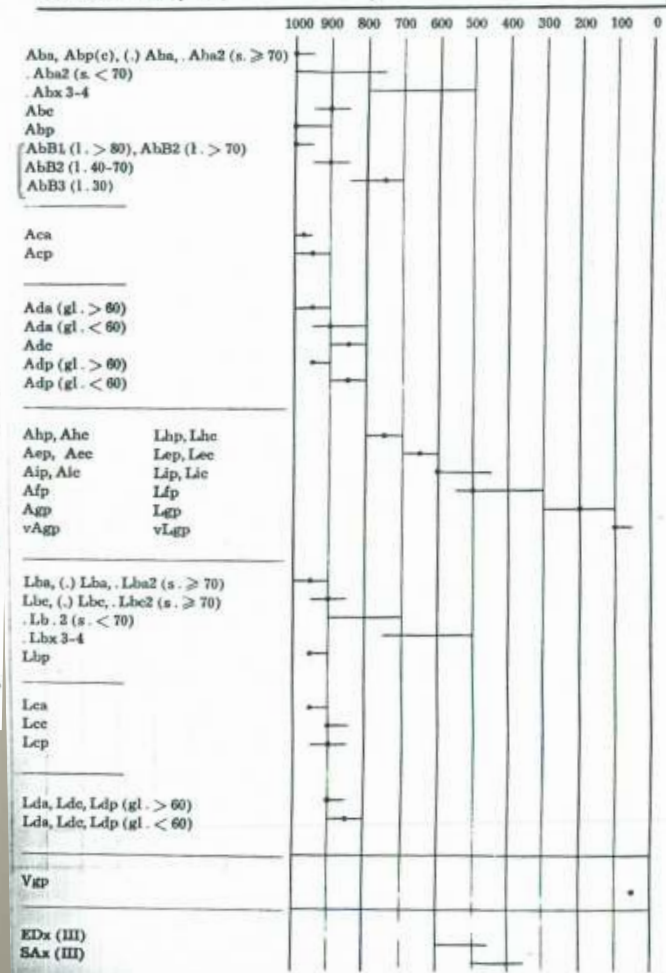 1000 900 800 700 600 500 400 300 200 100 0
Aba, Abp(c), (.) Aba, . Aba2 (s. ⩾ 70)
. Aba2 (s. < 70)
. Abx 3-4
Abc
Abp
AbB1 (l. > 80), AbB2 (l. > 70)
AbB2 (l. 40-70)
AbB3 (l. 30)
Aca
Acp
Ada (gl. > 60)
Ada (gl. < 60)
Adc
Adp (gl. > 60)
Adp (gl. < 60)
Ahp, Ahc Lhp, Lhc
Aep, Aec Lep, Lec
Aip, Aic Lip, Lic
Afp Lfp
Agp Lgp
vAgp vLgp
Lba, (.) Lba, . Lba2 (s. ⩾ 70)
Lbc, (.) Lbc, . Lbc2 (s. ⩾ 70)
. Lb . 2 (s. < 70)
. Lbx 3-4
Lbp
Lca
Lcc
Lcp
Lda, Ldc, Ldp (gl. > 60)
Lda, Ldc, Ldp (gl. < 60)
Vgp
EDx (III)
SAx (III)